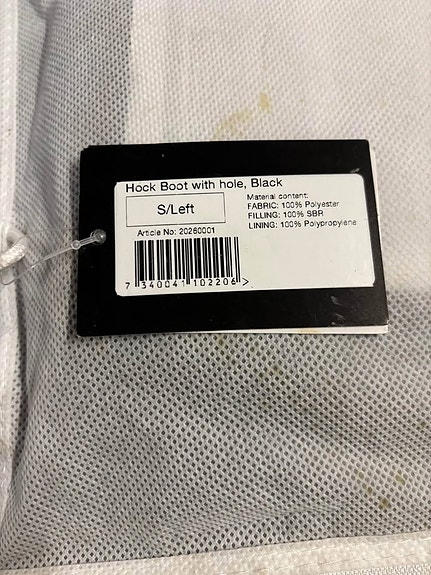 Hock Boot with hole, Black
S/Left
Article No: 20260001
7 340041 102206 >
Material content:
FABRIC: 100% Polyester
FILLING: 100% SBR
LINING: 100% Polypropylene